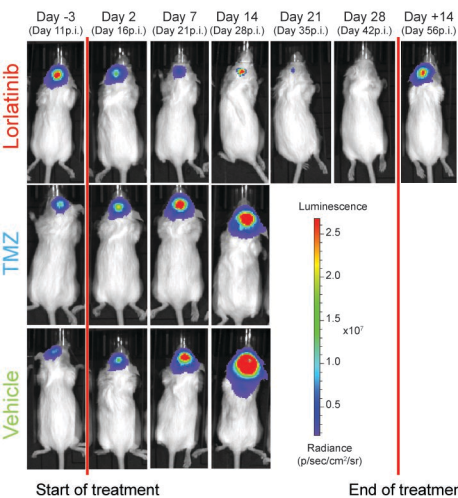 Day -3 Day 2 Day 7 Day 14 Day 21 Day 28 Day +14
(Day 11p.i.) (Day 16p.i.) (Day 21p.i.) (Day 28p.i.) (Day 35p.i.) (Day 42p.i.) (Day 56p.i.)
Lorlatinib
TMZ
Vehicle
Luminescence
2.5
2.0
x10⁷
1.5
1.0
0.5
Radiance
(p/sec/cm²/sr)
Start of treatment
End of treatmer